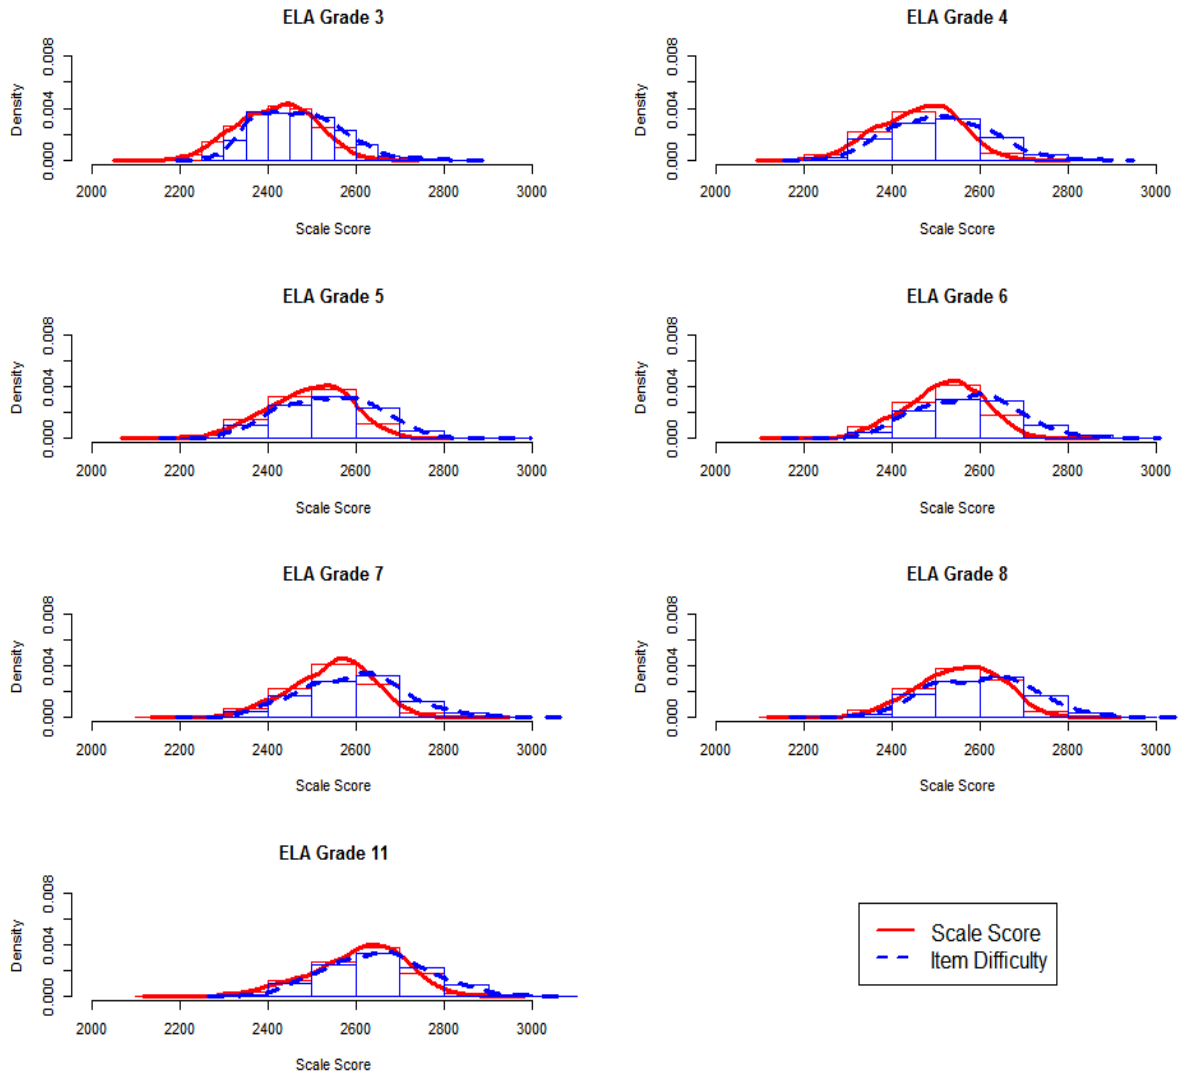 ELA Grade 3
Density
0.000 0.004 0.008
2000 2200 2400 2600 2800 3000
Scale Score
ELA Grade 4
Density
0.000 0.004 0.008
2000 2200 2400 2600 2800 3000
Scale Score
ELA Grade 5
Density
0.000 0.004 0.008
2000 2200 2400 2600 2800 3000
Scale Score
ELA Grade 6
Density
0.000 0.004 0.008
2000 2200 2400 2600 2800 3000
Scale Score
ELA Grade 7
Density
0.000 0.004 0.008
2000 2200 2400 2600 2800 3000
Scale Score
ELA Grade 8
Density
0.000 0.004 0.008
2000 2200 2400 2600 2800 3000
Scale Score
ELA Grade 11
Density
0.000 0.004 0.008
2000 2200 2400 2600 2800 3000
Scale Score
Scale Score
Item Difficulty